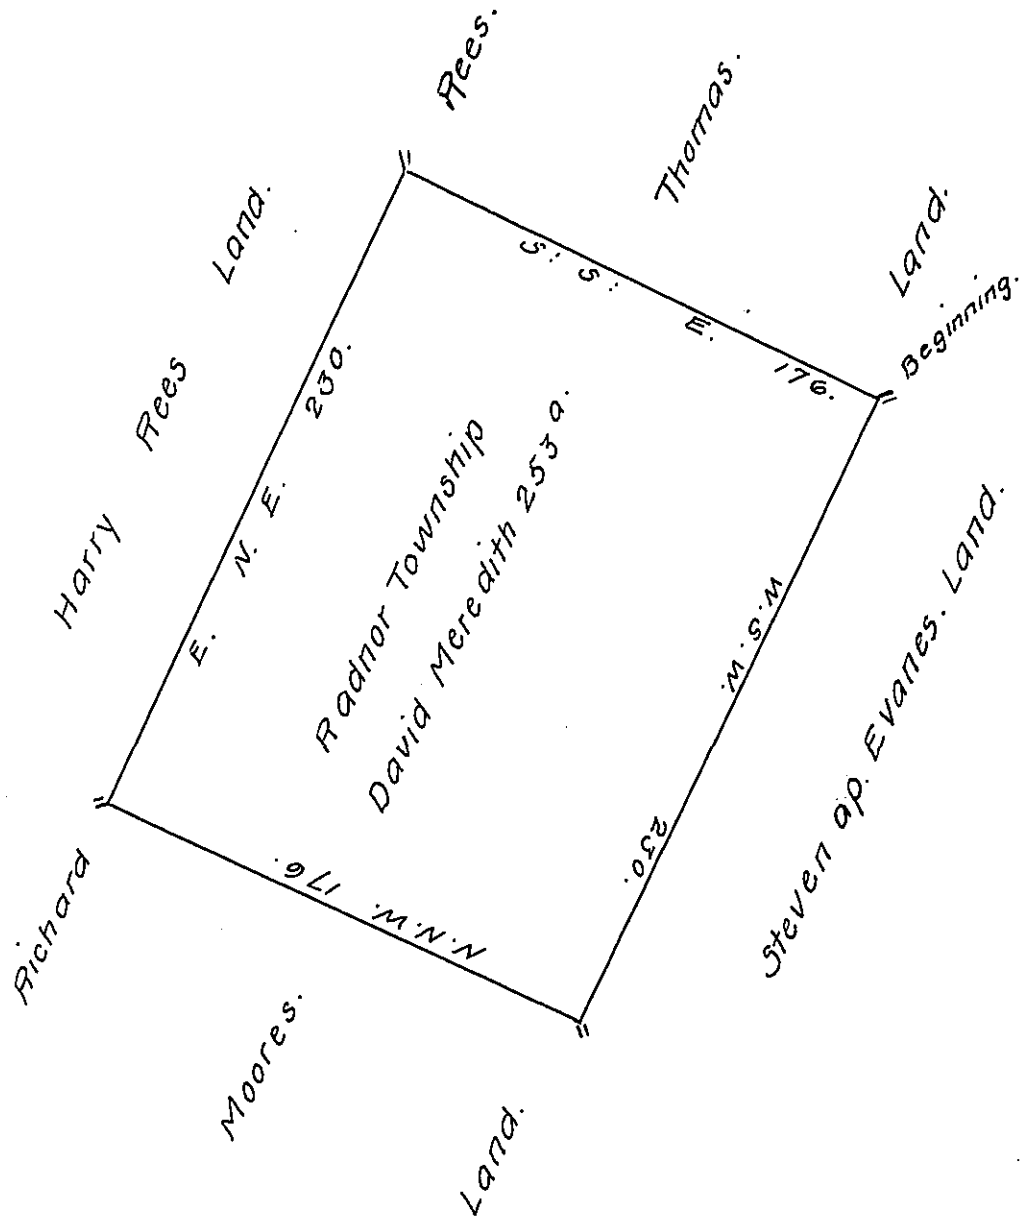 Harry Rees Land.
Rees. Thomas. Land.
Beginning.
E. N. E. 230.
S. S. E. 176.
Radnor Township
David Meredith 253 a.
W. S. W. 230.
N. N. W. 176.
Richard Moores. Land.
Steven ap. Evanes. Land.